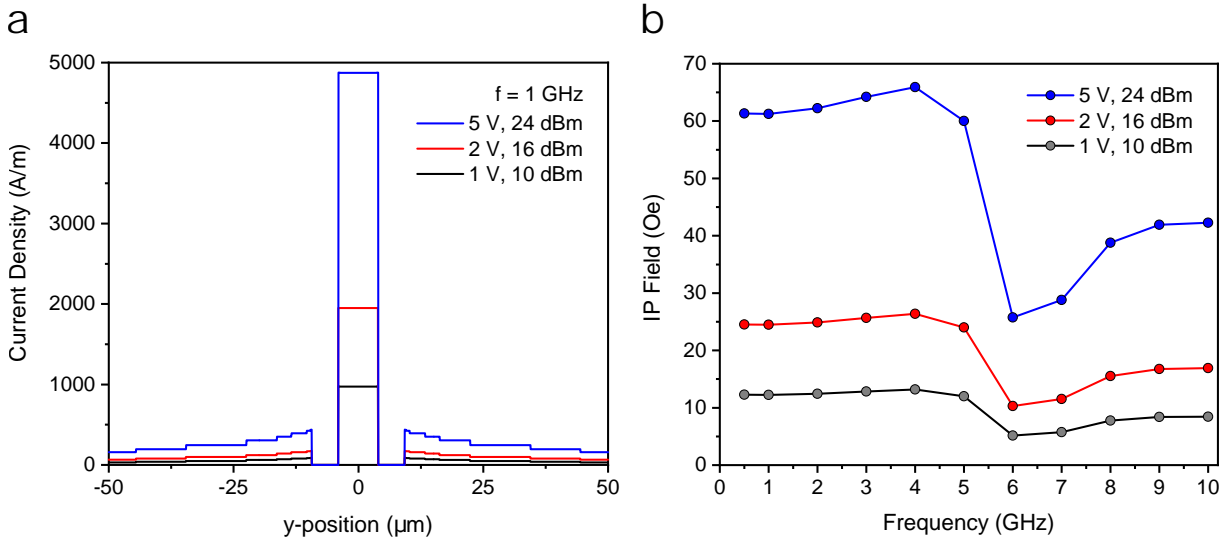 a
5000
4000
3000
2000
1000
0
-50
-25
0
25
50
Current Density (A/m)
y-position (µm)
f = 1 GHz
5 V, 24 dBm
2 V, 16 dBm
1 V, 10 dBm
b
70
60
50
40
30
20
10
0
0
1
2
3
4
5
6
7
8
9
10
IP Field (Oe)
Frequency (GHz)
5 V, 24 dBm
2 V, 16 dBm
1 V, 10 dBm